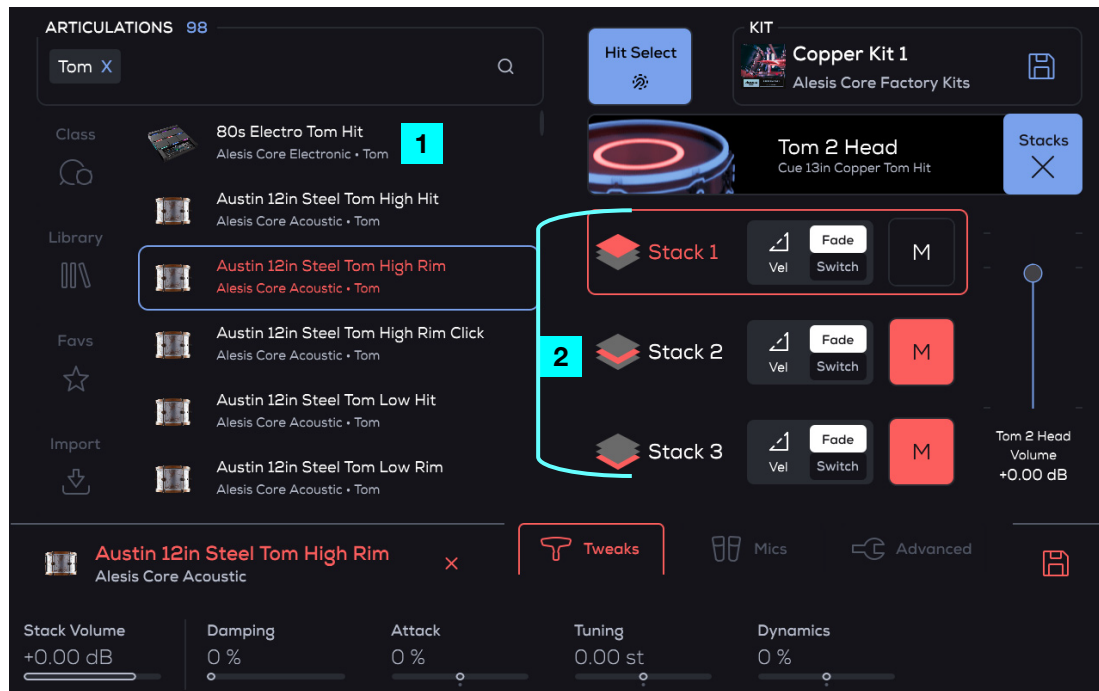 ARTICULATIONS 98
Tom X
Hit Select
KIT
Copper Kit 1
Alesis Core Factory Kits
Class
Library
Favs
Import
80s Electro Tom Hit
Alesis Core Electronic • Tom
1
Austin 12in Steel Tom High Hit
Alesis Core Acoustic • Tom
Austin 12in Steel Tom High Rim
Alesis Core Acoustic • Tom
Austin 12in Steel Tom High Rim Click
Alesis Core Acoustic • Tom
Austin 12in Steel Tom Low Hit
Alesis Core Acoustic • Tom
Austin 12in Steel Tom Low Rim
Alesis Core Acoustic • Tom
Tom 2 Head
Cue 13in Copper Tom Hit
Stacks
2
Stack 1
Vel
Fade
Switch
M
Stack 2
Vel
Fade
Switch
M
Stack 3
Vel
Fade
Switch
M
Tom 2 Head
Volume
+0.00 dB
Austin 12in Steel Tom High Rim
Alesis Core Acoustic
Tweaks
Mics
Advanced
Stack Volume
+0.00 dB
Damping
0 %
Attack
0 %
Tuning
0.00 st
Dynamics
0 %